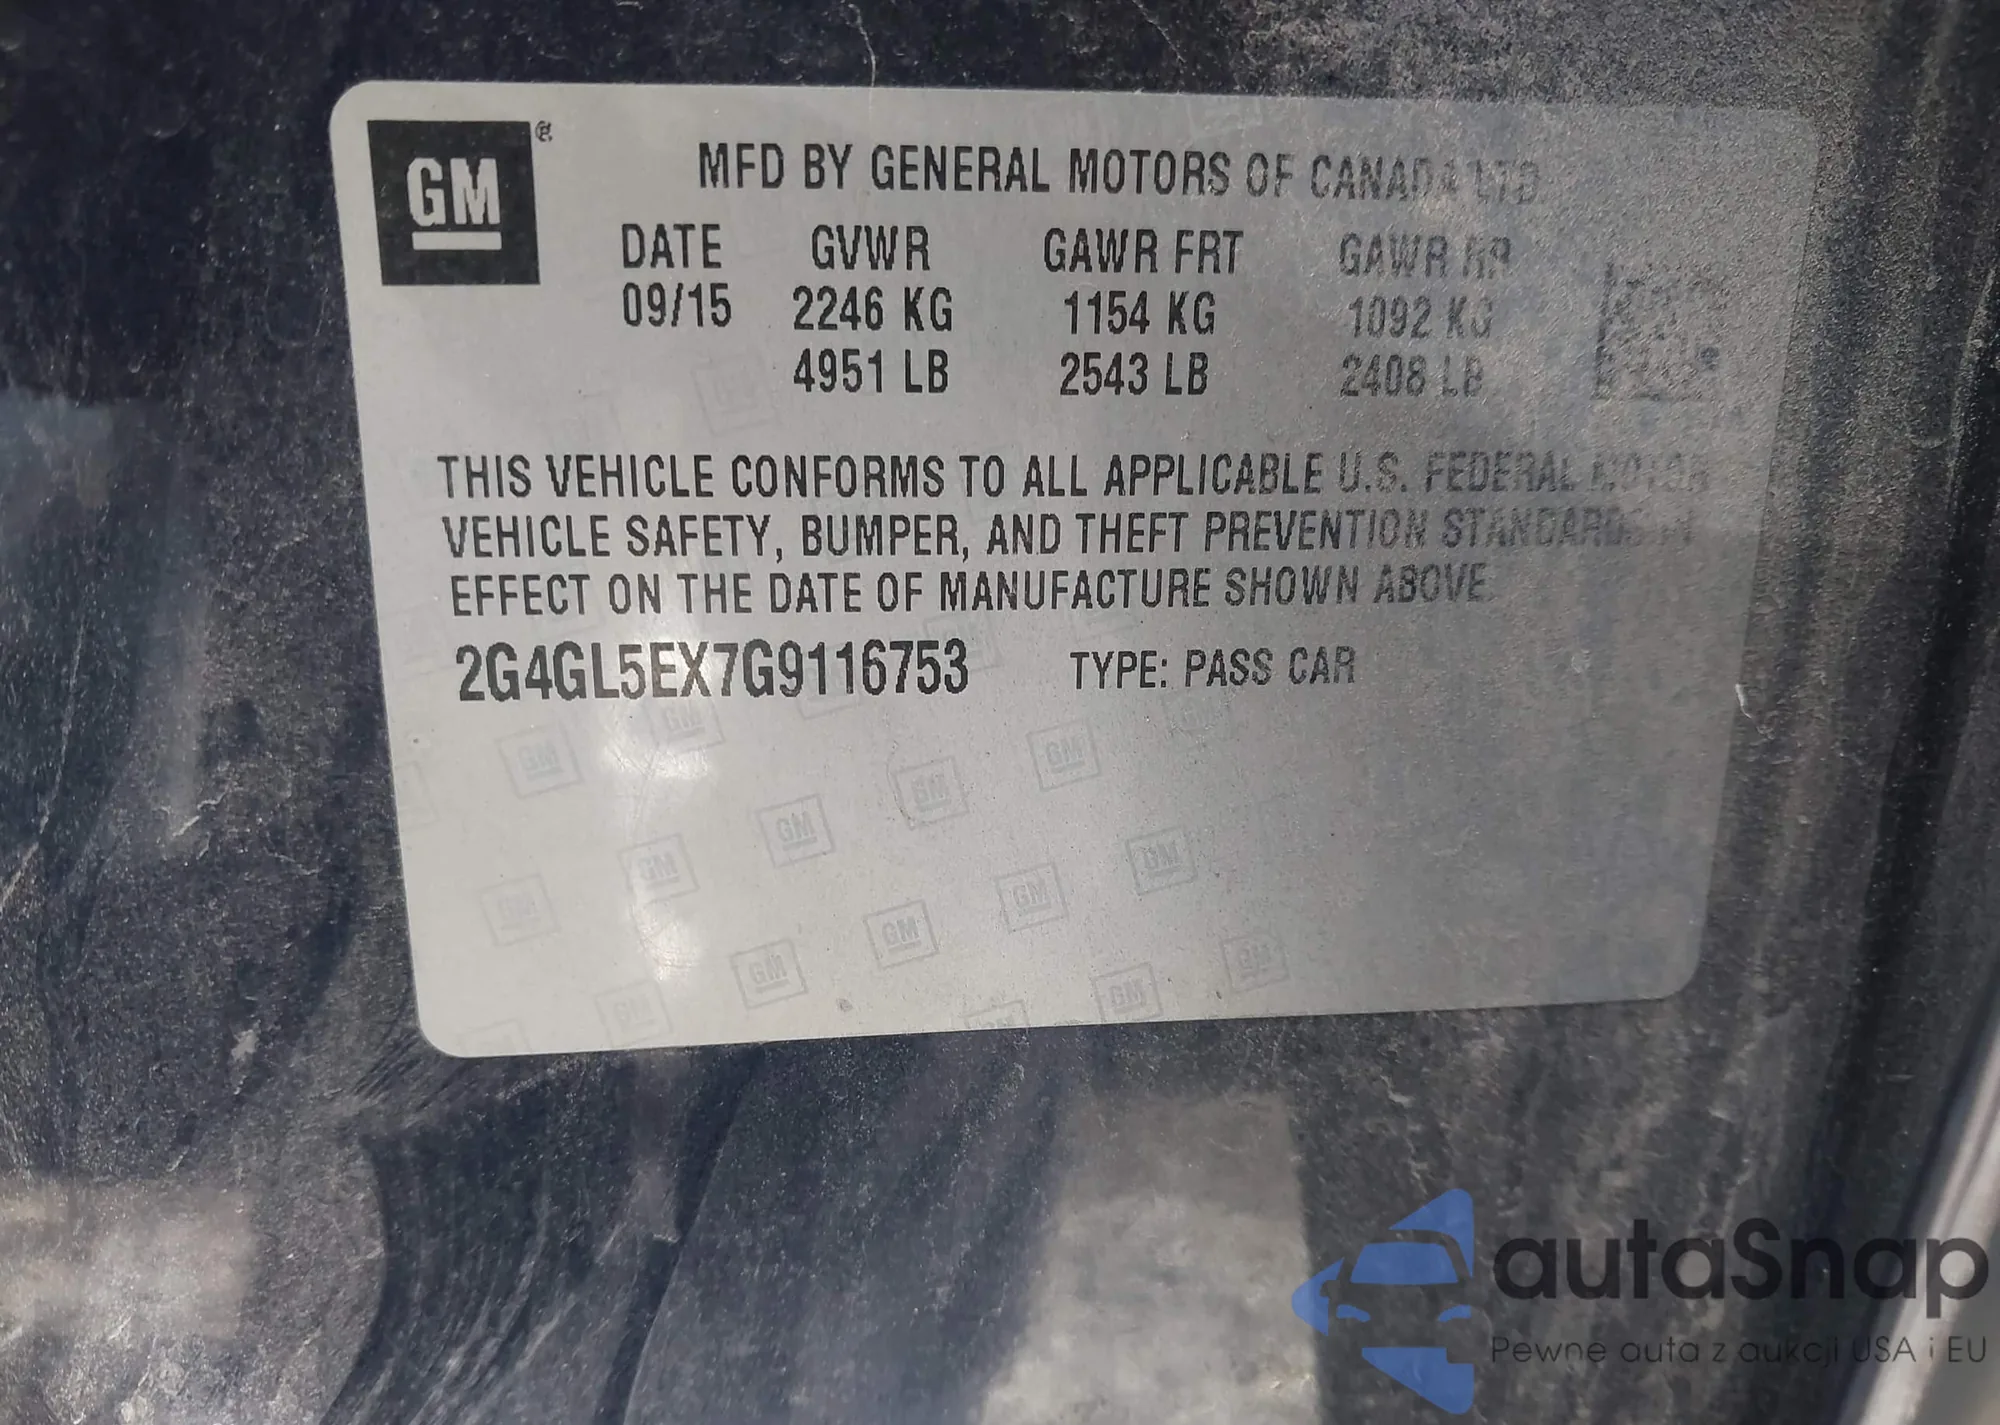 GM®
MFD BY GENERAL MOTORS OF CANADA LTD.
DATE GVWR GAWR FRT GAWR RR
09/15 2246 KG 1154 KG 1092 KG
4951 LB 2543 LB 2408 LB
THIS VEHICLE CONFORMS TO ALL APPLICABLE U.S. FEDERAL MOTOR
VEHICLE SAFETY, BUMPER, AND THEFT PREVENTION STANDARDS IN
EFFECT ON THE DATE OF MANUFACTURE SHOWN ABOVE.
2G4GL5EX7G9116753 TYPE: PASS CAR
autaSnap
Pewne auta z aukcji USA i EU